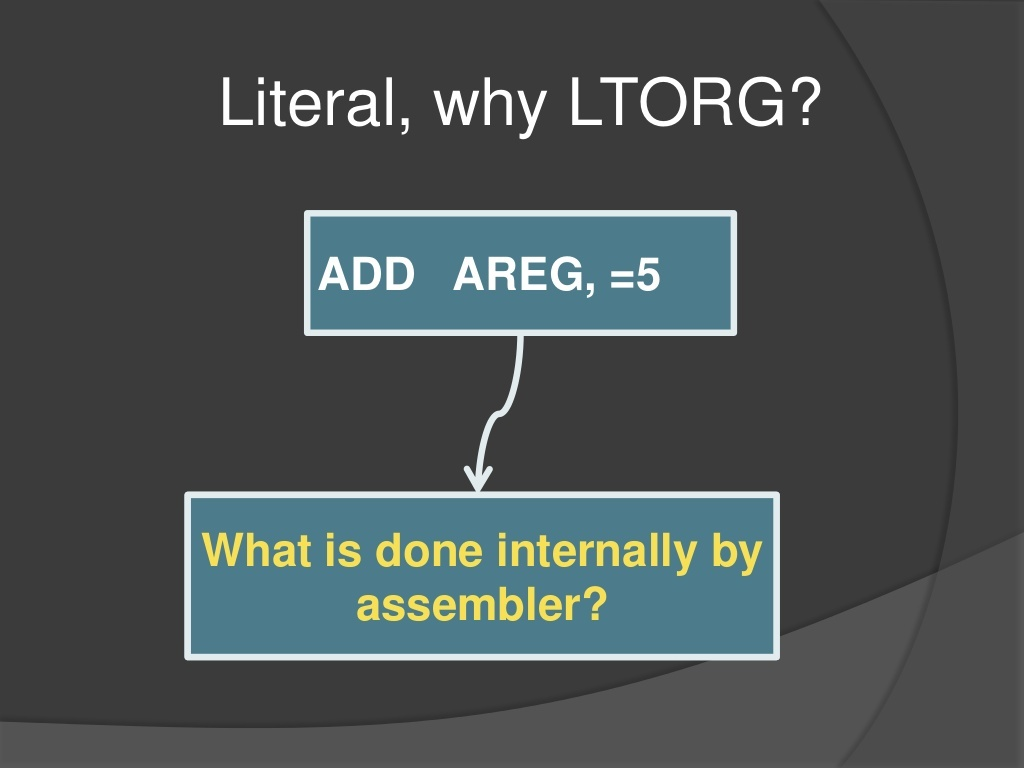 Literal, why LTORG?
ADD AREG, =5
What is done internally by
assembler?